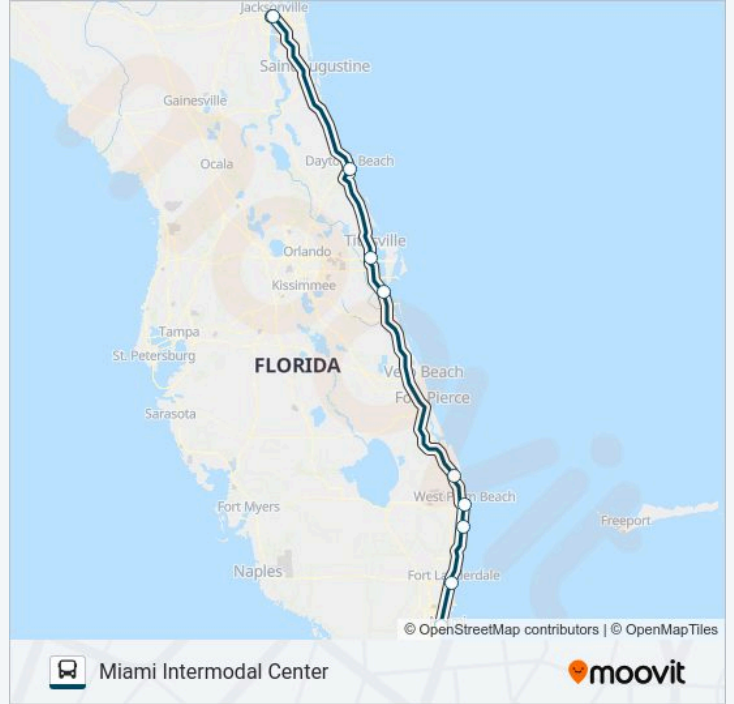 Jacksonville
Saint Augustine
Gainesville
Ocala
Daytona Beach
Titusville
Orlando
Kissimmee
Tampa
St. Petersburg
FLORIDA
Vero Beach
Fort Pierce
Sarasota
West Palm Beach
Fort Myers
Freeport
Naples
Fort Lauderdale
© OpenStreetMap contributors | © OpenMapTiles
Miami Intermodal Center
moovit